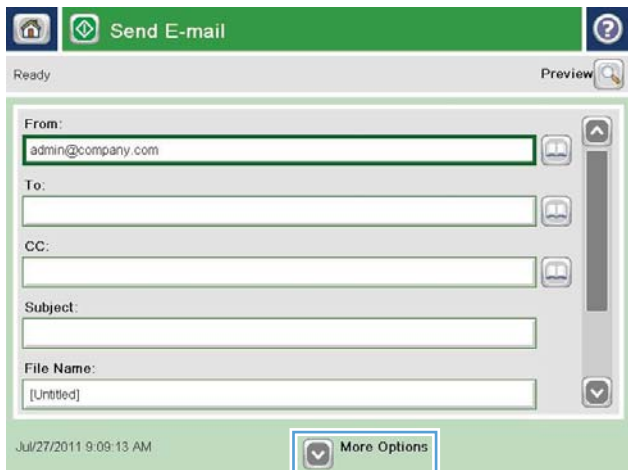 Send E-mail
?
Ready
Preview
From:
admin@company.com
To:
CC:
Subject:
File Name:
[Untitled]
Jul/27/2011 9:09:13 AM
More Options